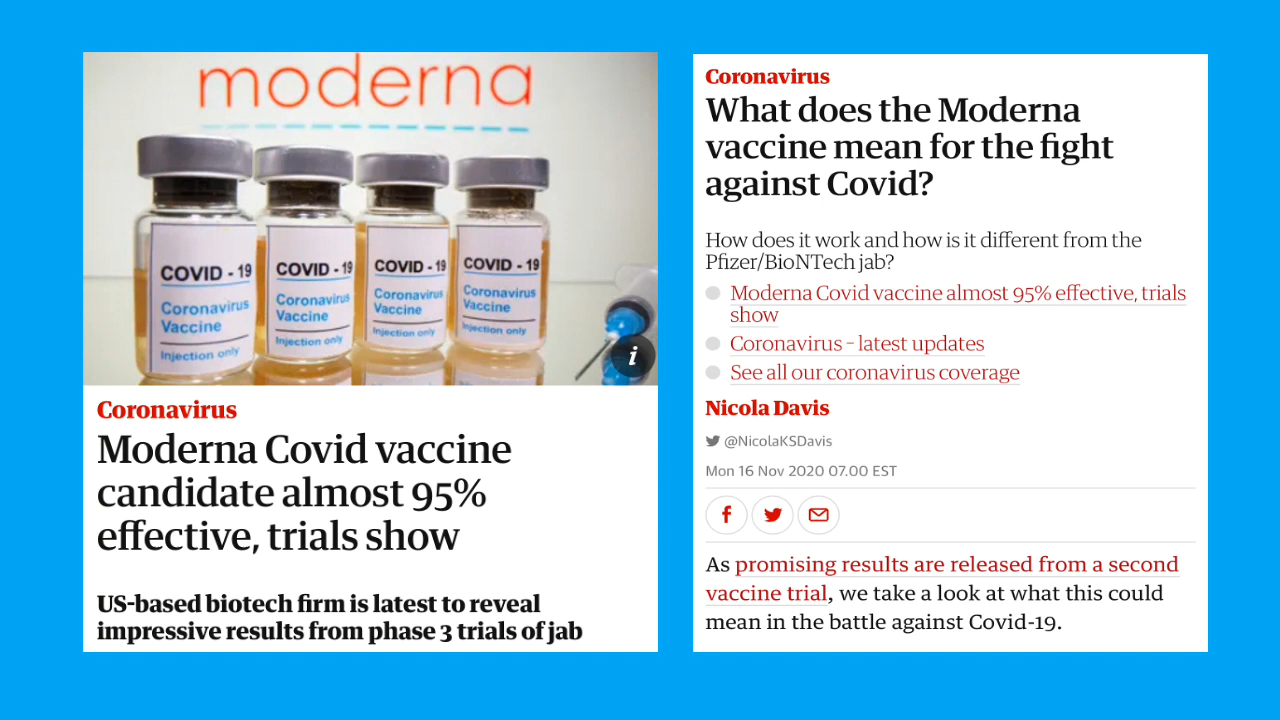 moderna
COVID - 19
Coronavirus
Vaccine
Injection only
COVID - 19
Coronavirus
Vaccine
Injection only
COVID - 19
Coronavirus
Vaccine
Injection only
COVID - 19
Coronavirus
Vaccine
Injection only
i
Coronavirus
Moderna Covid vaccine
candidate almost 95%
effective, trials show
US-based biotech firm is latest to reveal
impressive results from phase 3 trials of jab
Coronavirus
What does the Moderna
vaccine mean for the fight
against Covid?
How does it work and how is it different from the
Pfizer/BioNTech jab?
Moderna Covid vaccine almost 95% effective, trials
show
Coronavirus – latest updates
See all our coronavirus coverage
Nicola Davis
@NicolaKSDavis
Mon 16 Nov 2020 07.00 EST
f
As promising results are released from a second
vaccine trial, we take a look at what this could
mean in the battle against Covid-19.